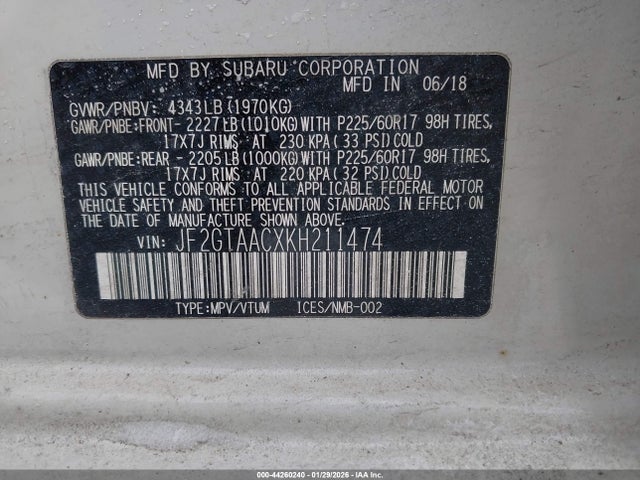 MFD BY SUBARU CORPORATION
MFD IN 06/18
GVWR/PNBV: 4343LB(1970KG)
GAWR/PNBE:FRONT- 2227LB(1010KG)WITH P225/60R17 98H TIRES,
17X7J RIMS AT 230 KPA( 33 PSI)COLD
GAWR/PNBE:REAR - 2205LB(1000KG)WITH P225/60R17 98H TIRES,
17X7J RIMS AT 220 KPA( 32 PSI)COLD
THIS VEHICLE CONFORMS TO ALL APPLICABLE FEDERAL MOTOR
VEHICLE SAFETY AND THEFT PREVENTION STANDARDS IN EFFECT
ON THE DATE OF MANUFACTURE SHOWN ABOVE.
VIN: JF2GTAACXKH211474
TYPE:MPV/VTUM ICES/NMB-002
000-44260240 - 01/29/2026 - IAA Inc.